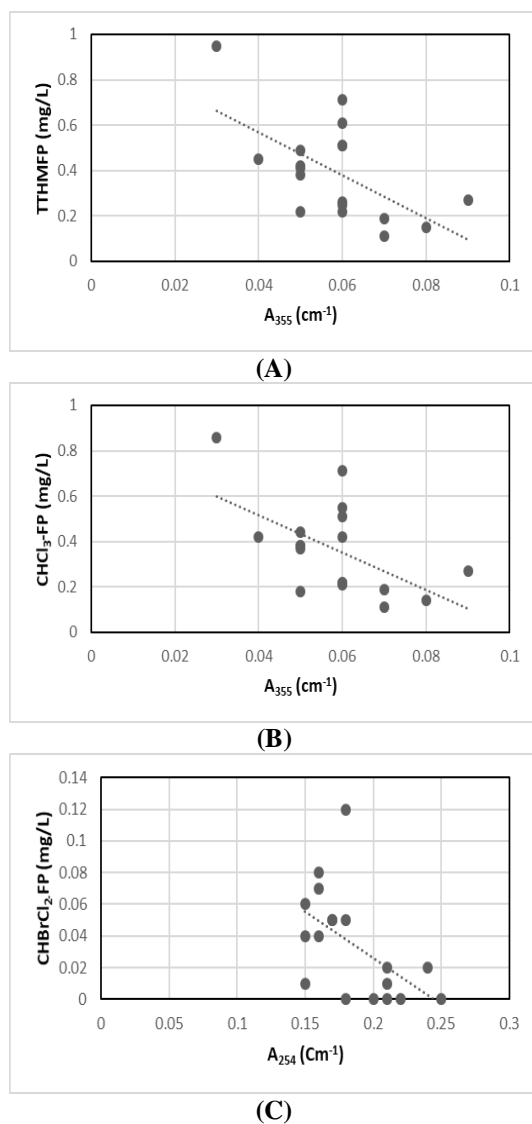 1
0.8
0.6
0.4
0.2
0
TTHMFP (mg/L)
0 0.02 0.04 0.06 0.08 0.1
A₃₅₅ (cm⁻¹)
(A)
1
0.8
0.6
0.4
0.2
0
CHCl₃-FP (mg/L)
0 0.02 0.04 0.06 0.08 0.1
A₃₅₅ (cm⁻¹)
(B)
0.14
0.12
0.1
0.08
0.06
0.04
0.02
0
CHBrCl₂-FP (mg/L)
0 0.05 0.1 0.15 0.2 0.25 0.3
A₂₅₄ (Cm⁻¹)
(C)